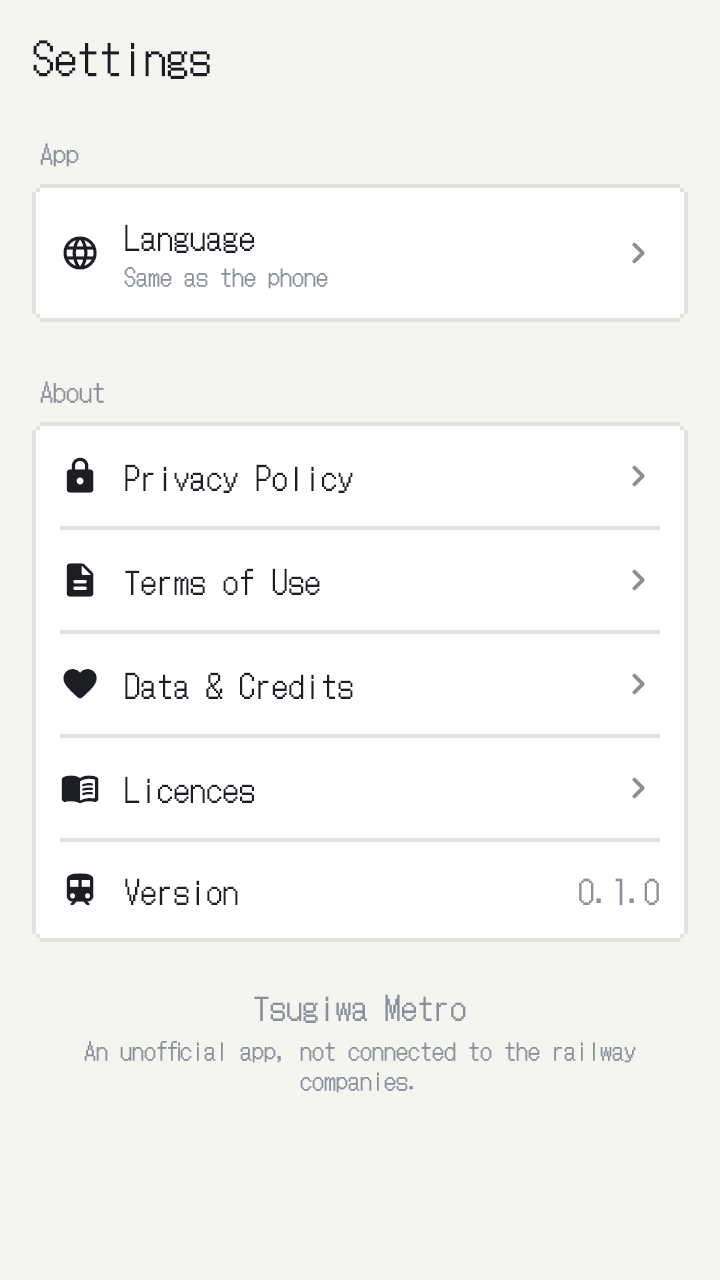 Settings
App
Language
Same as the phone
About
Privacy Policy
Terms of Use
Data & Credits
Licences
Version 0.1.0
Tsugiwa Metro
An unofficial app, not connected to the railway
companies.